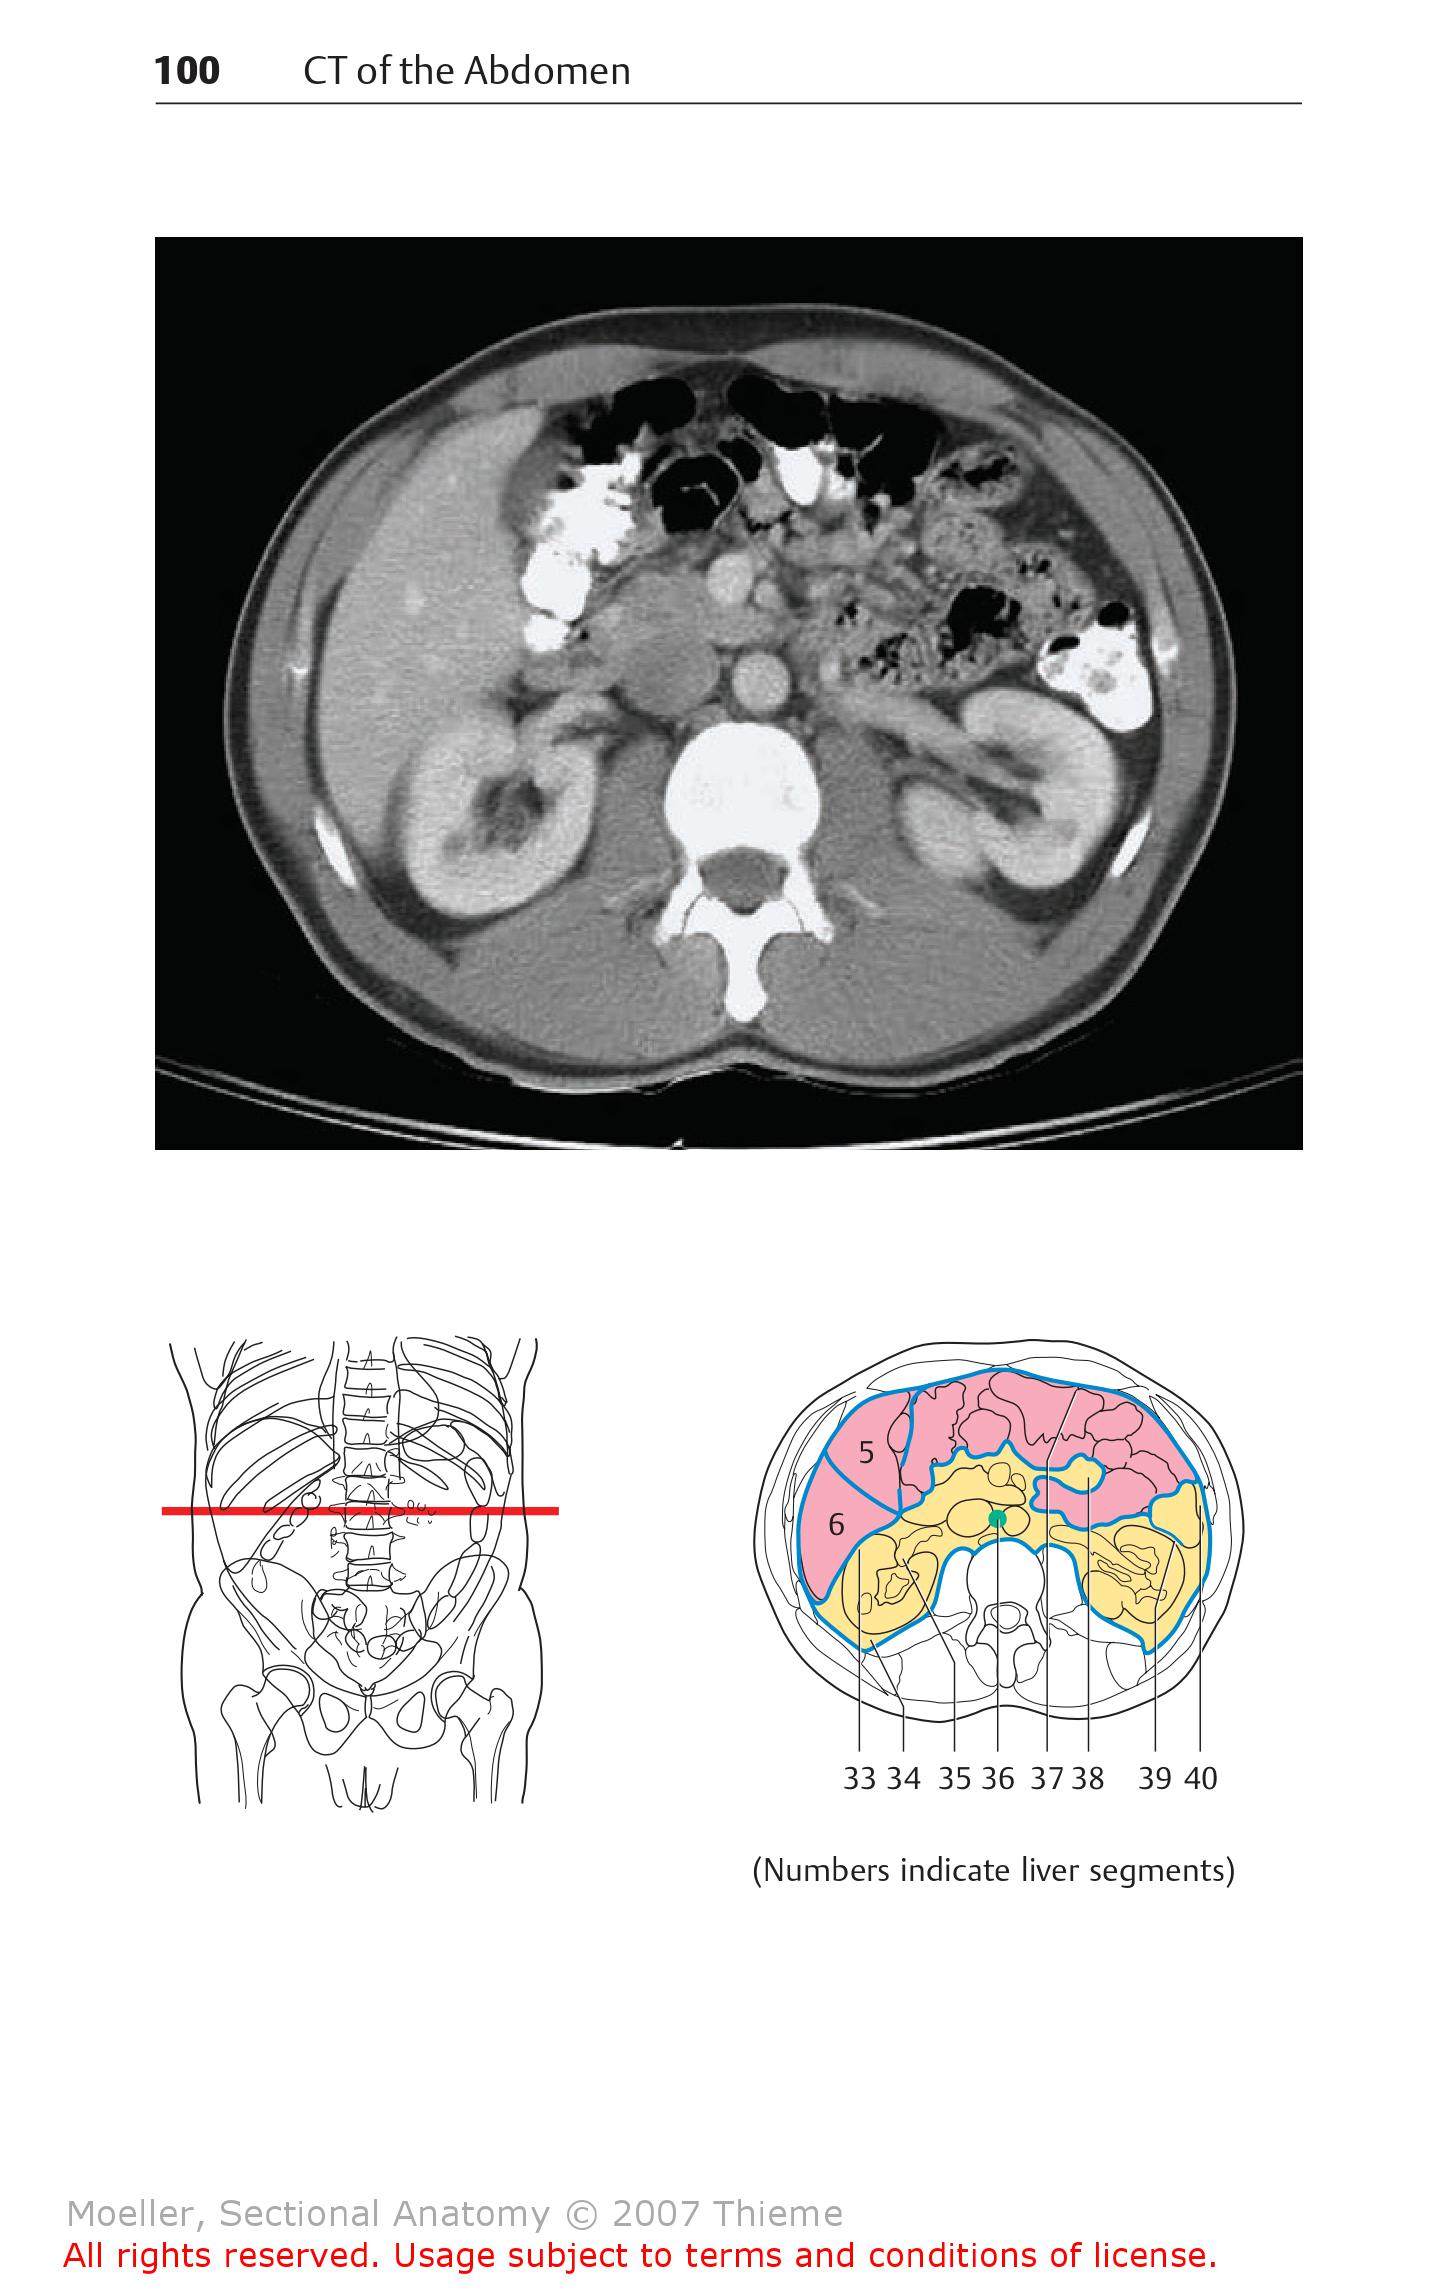 100 CT of the Abdomen
5
6
33 34 35 36 37 38 39 40
(Numbers indicate liver segments)
Moeller, Sectional Anatomy © 2007 Thieme
All rights reserved. Usage subject to terms and conditions of license.